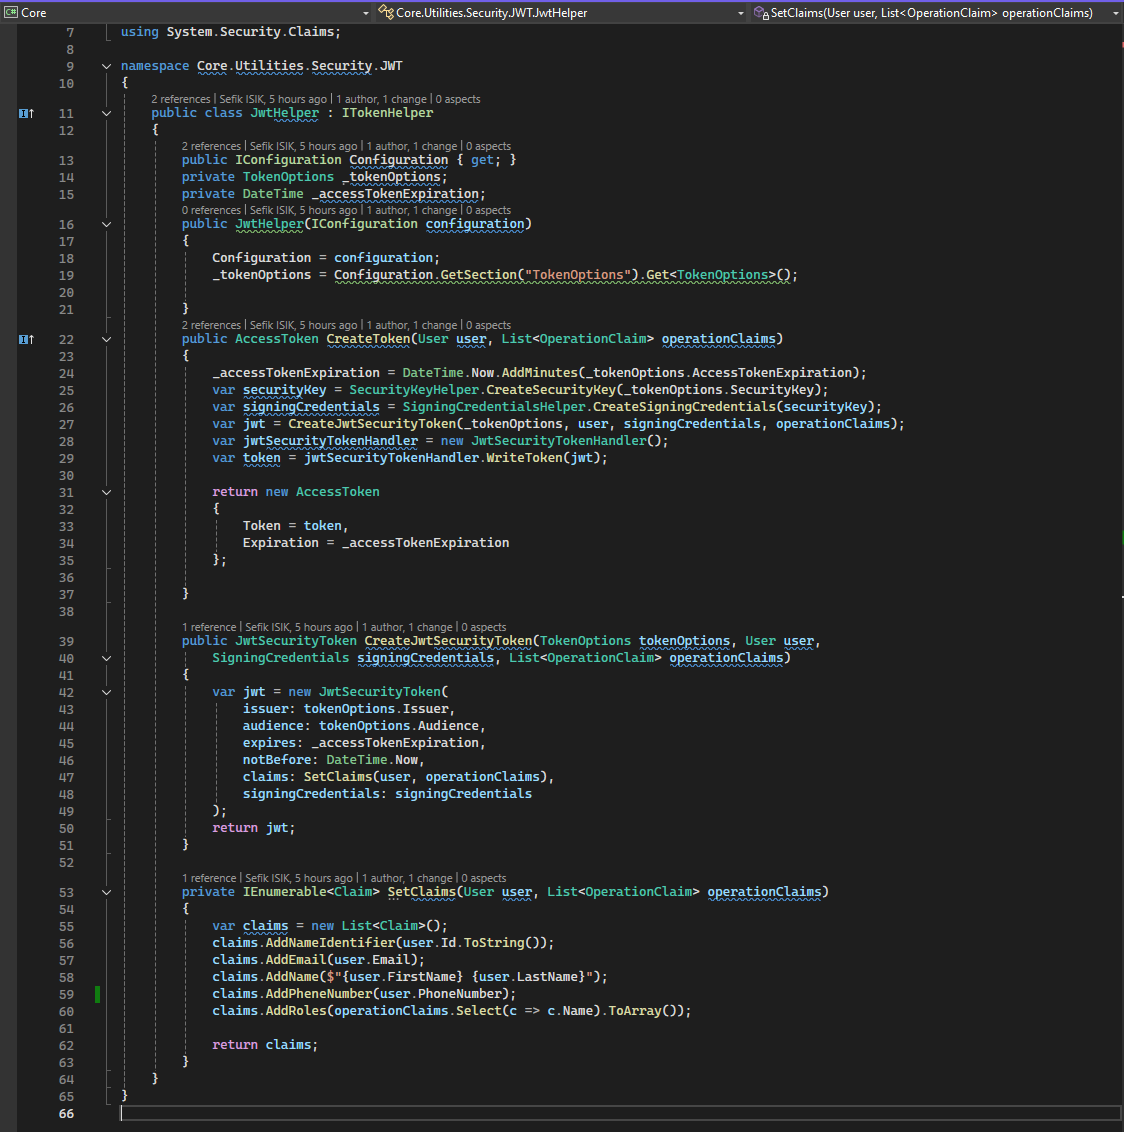 C# Core Core.Utilities.Security.JWT.JwtHelper SetClaims(User user, List<OperationClaim> operationClaims)
7 using System.Security.Claims;
8
9 namespace Core.Utilities.Security.JWT
10 {
2 references | Sefik ISIK, 5 hours ago | 1 author, 1 change | 0 aspects
11 public class JwtHelper : ITokenHelper
12 {
2 references | Sefik ISIK, 5 hours ago | 1 author, 1 change | 0 aspects
13 public IConfiguration Configuration { get; }
14 private TokenOptions _tokenOptions;
15 private DateTime _accessTokenExpiration;
0 references | Sefik ISIK, 5 hours ago | 1 author, 1 change | 0 aspects
16 public JwtHelper(IConfiguration configuration)
17 {
18 Configuration = configuration;
19 _tokenOptions = Configuration.GetSection("TokenOptions").Get<TokenOptions>();
20
21 }
2 references | Sefik ISIK, 5 hours ago | 1 author, 1 change | 0 aspects
22 public AccessToken CreateToken(User user, List<OperationClaim> operationClaims)
23 {
24 _accessTokenExpiration = DateTime.Now.AddMinutes(_tokenOptions.AccessTokenExpiration);
25 var securityKey = SecurityKeyHelper.CreateSecurityKey(_tokenOptions.SecurityKey);
26 var signingCredentials = SigningCredentialsHelper.CreateSigningCredentials(securityKey);
27 var jwt = CreateJwtSecurityToken(_tokenOptions, user, signingCredentials, operationClaims);
28 var jwtSecurityTokenHandler = new JwtSecurityTokenHandler();
29 var token = jwtSecurityTokenHandler.WriteToken(jwt);
30
31 return new AccessToken
32 {
33 Token = token,
34 Expiration = _accessTokenExpiration
35 };
36
37 }
38
1 reference | Sefik ISIK, 5 hours ago | 1 author, 1 change | 0 aspects
39 public JwtSecurityToken CreateJwtSecurityToken(TokenOptions tokenOptions, User user,
40 SigningCredentials signingCredentials, List<OperationClaim> operationClaims)
41 {
42 var jwt = new JwtSecurityToken(
43 issuer: tokenOptions.Issuer,
44 audience: tokenOptions.Audience,
45 expires: _accessTokenExpiration,
46 notBefore: DateTime.Now,
47 claims: SetClaims(user, operationClaims),
48 signingCredentials: signingCredentials
49 );
50 return jwt;
51 }
52
1 reference | Sefik ISIK, 5 hours ago | 1 author, 1 change | 0 aspects
53 private IEnumerable<Claim> SetClaims(User user, List<OperationClaim> operationClaims)
54 {
55 var claims = new List<Claim>();
56 claims.AddNameIdentifier(user.Id.ToString());
57 claims.AddEmail(user.Email);
58 claims.AddName($"{user.FirstName} {user.LastName}");
59 claims.AddPheneNumber(user.PhoneNumber);
60 claims.AddRoles(operationClaims.Select(c => c.Name).ToArray());
61
62 return claims;
63 }
64 }
65 }
66